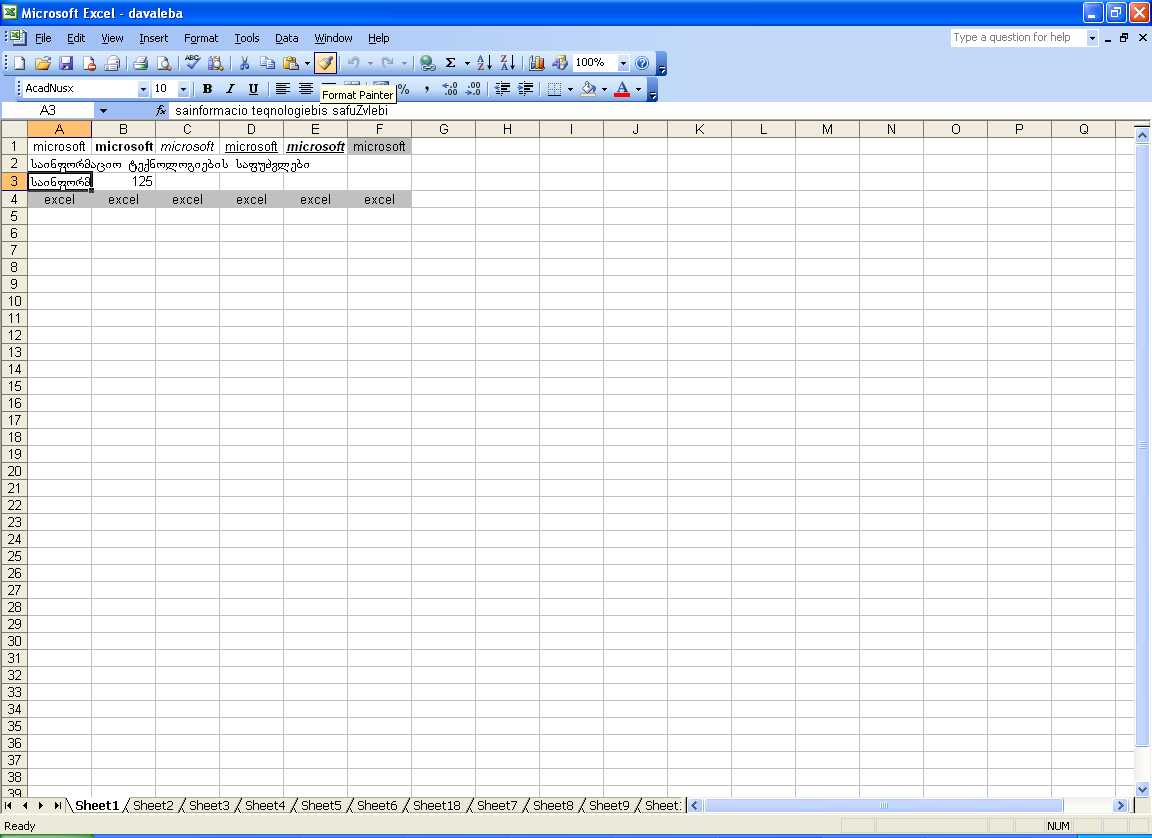 Microsoft Excel - davaleba
File Edit View Insert Format Tools Data Window Help Type a question for help
ABC Σ A Z Z A 100% ?
AcadNusx 10 B I U % , .00 .0 A
Format Painter
A3 fx sainformacio teqnologiebis safuZvlebi
A B C D E F G H I J K L M N O P Q
1 microsoft microsoft microsoft microsoft microsoft microsoft
2 საინფორმაციო ტექნოლოგიების საფუძვლები
3 საინფორმ 125
4 excel excel excel excel excel excel
5
6
7
8
9
10
11
12
13
14
15
16
17
18
19
20
21
22
23
24
25
26
27
28
29
30
31
32
33
34
35
36
37
38
39
Sheet1 Sheet2 Sheet3 Sheet4 Sheet5 Sheet6 Sheet18 Sheet7 Sheet8 Sheet9 Sheet1
Ready NUM